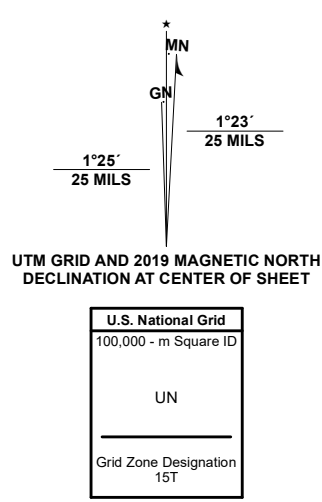 ★
MN
GN
1°23´
25 MILS
1°25´
25 MILS
UTM GRID AND 2019 MAGNETIC NORTH
DECLINATION AT CENTER OF SHEET
U.S. National Grid
100,000 - m Square ID
UN
Grid Zone Designation
15T